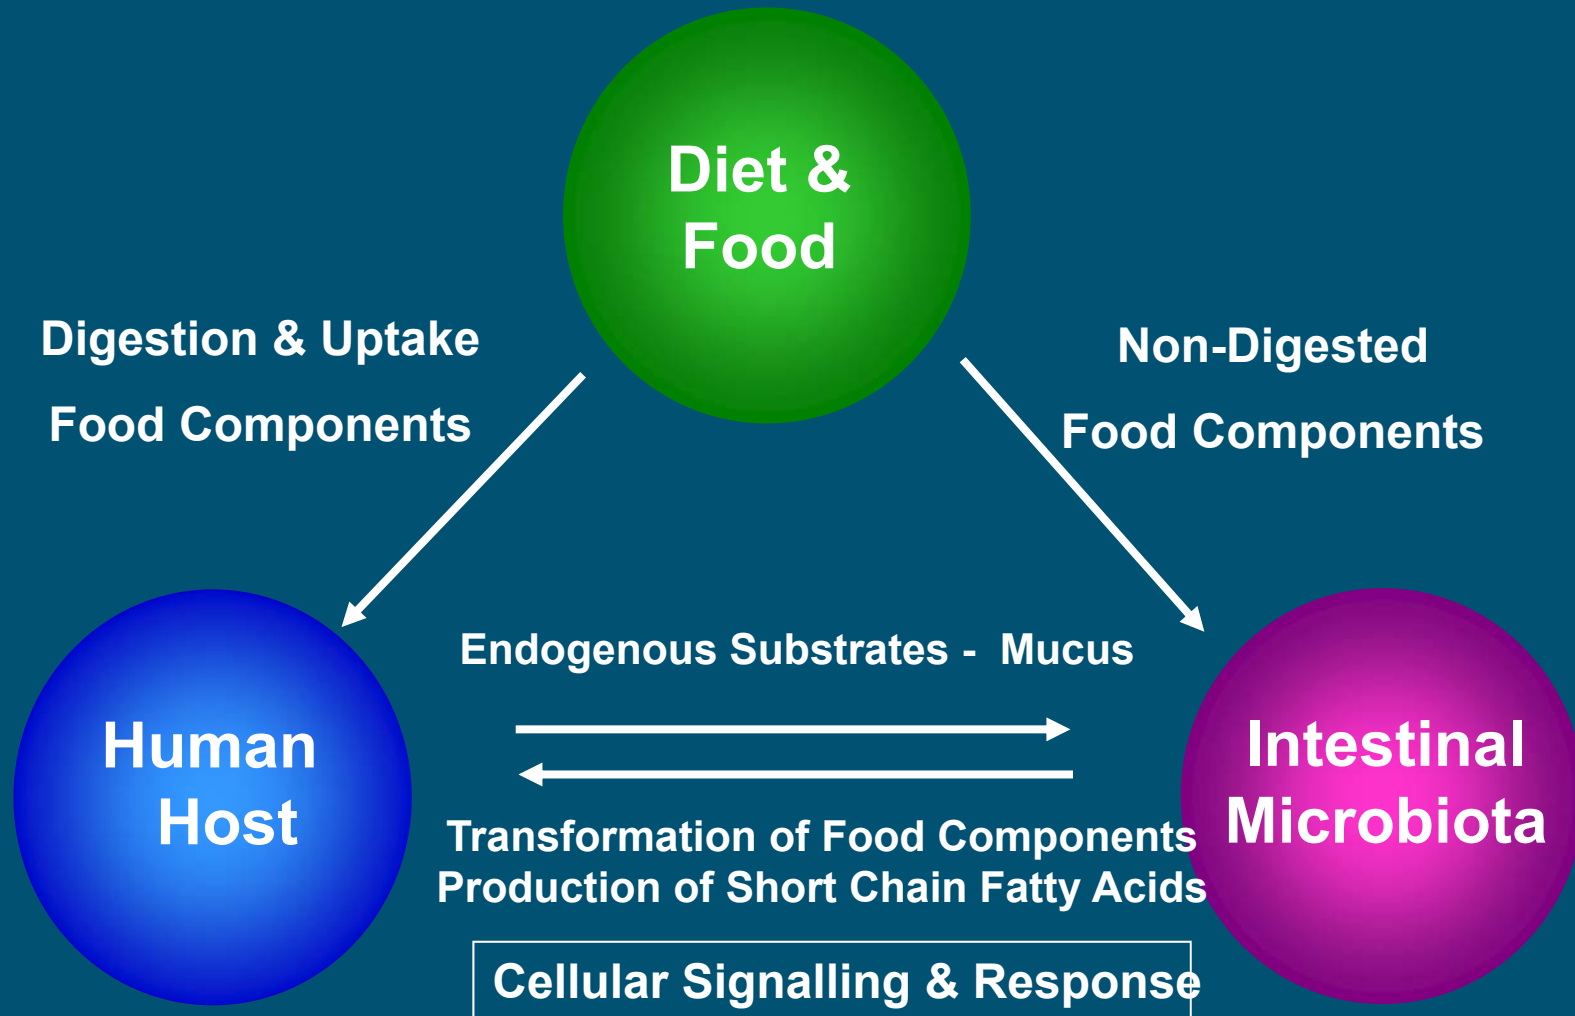 Diet &
Food
Digestion & Uptake
Food Components
Non-Digested
Food Components
Endogenous Substrates -  Mucus
Human
Host
Intestinal
Microbiota
Transformation of Food Components
Production of Short Chain Fatty Acids
Cellular Signalling & Response